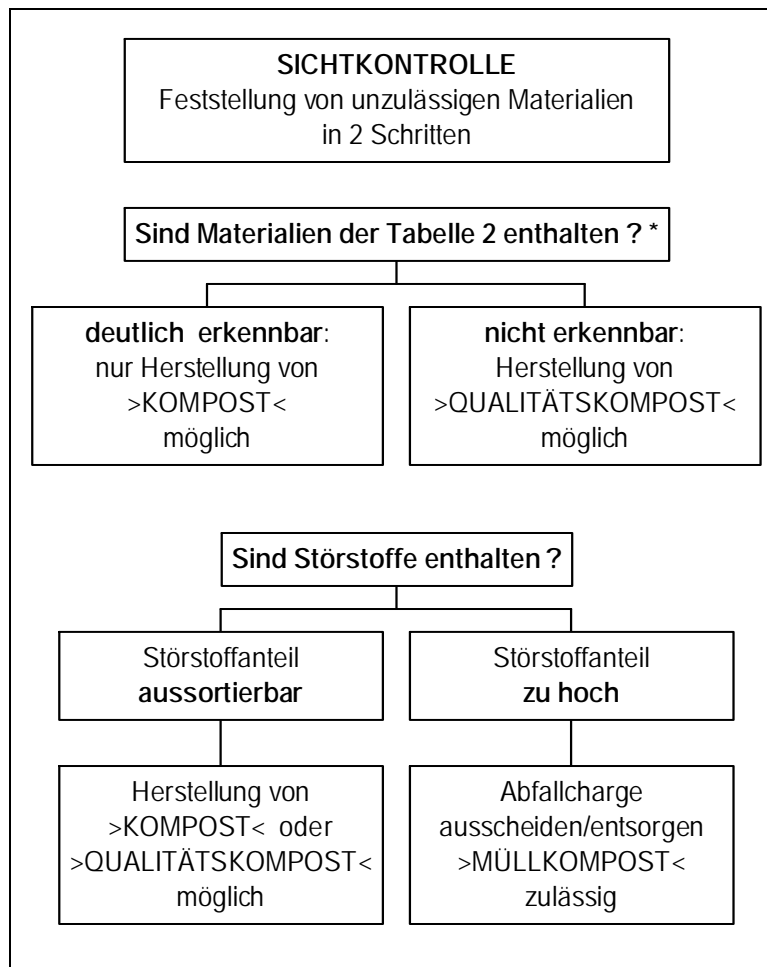 SICHTKONTROLLE
Feststellung von unzulässigen Materialien
in 2 Schritten
Sind Materialien der Tabelle 2 enthalten ? *
deutlich erkennbar:
nur Herstellung von
>KOMPOST<
möglich
nicht erkennbar:
Herstellung von
>QUALITÄTSKOMPOST<
möglich
Sind Störstoffe enthalten ?
Störstoffanteil
aussortierbar
Störstoffanteil
zu hoch
Herstellung von
>KOMPOST< oder
>QUALITÄTSKOMPOST<
möglich
Abfallcharge
ausscheiden/entsorgen
>MÜLLKOMPOST<
zulässig